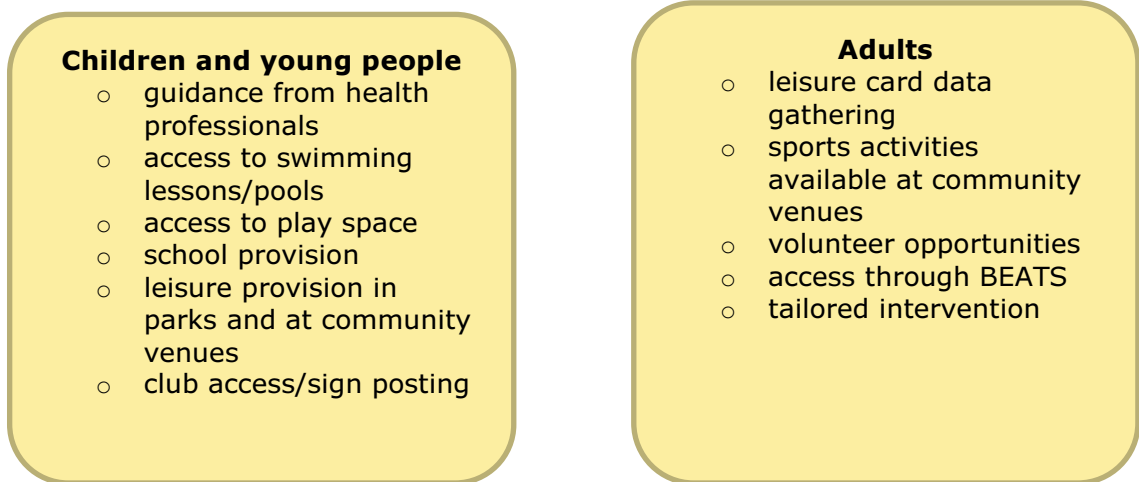 Children and young people
o guidance from health
professionals
o access to swimming
lessons/pools
o access to play space
o school provision
o leisure provision in
parks and at community
venues
o club access/sign posting
Adults
o leisure card data
gathering
o sports activities
available at community
venues
o volunteer opportunities
o access through BEATS
o tailored intervention